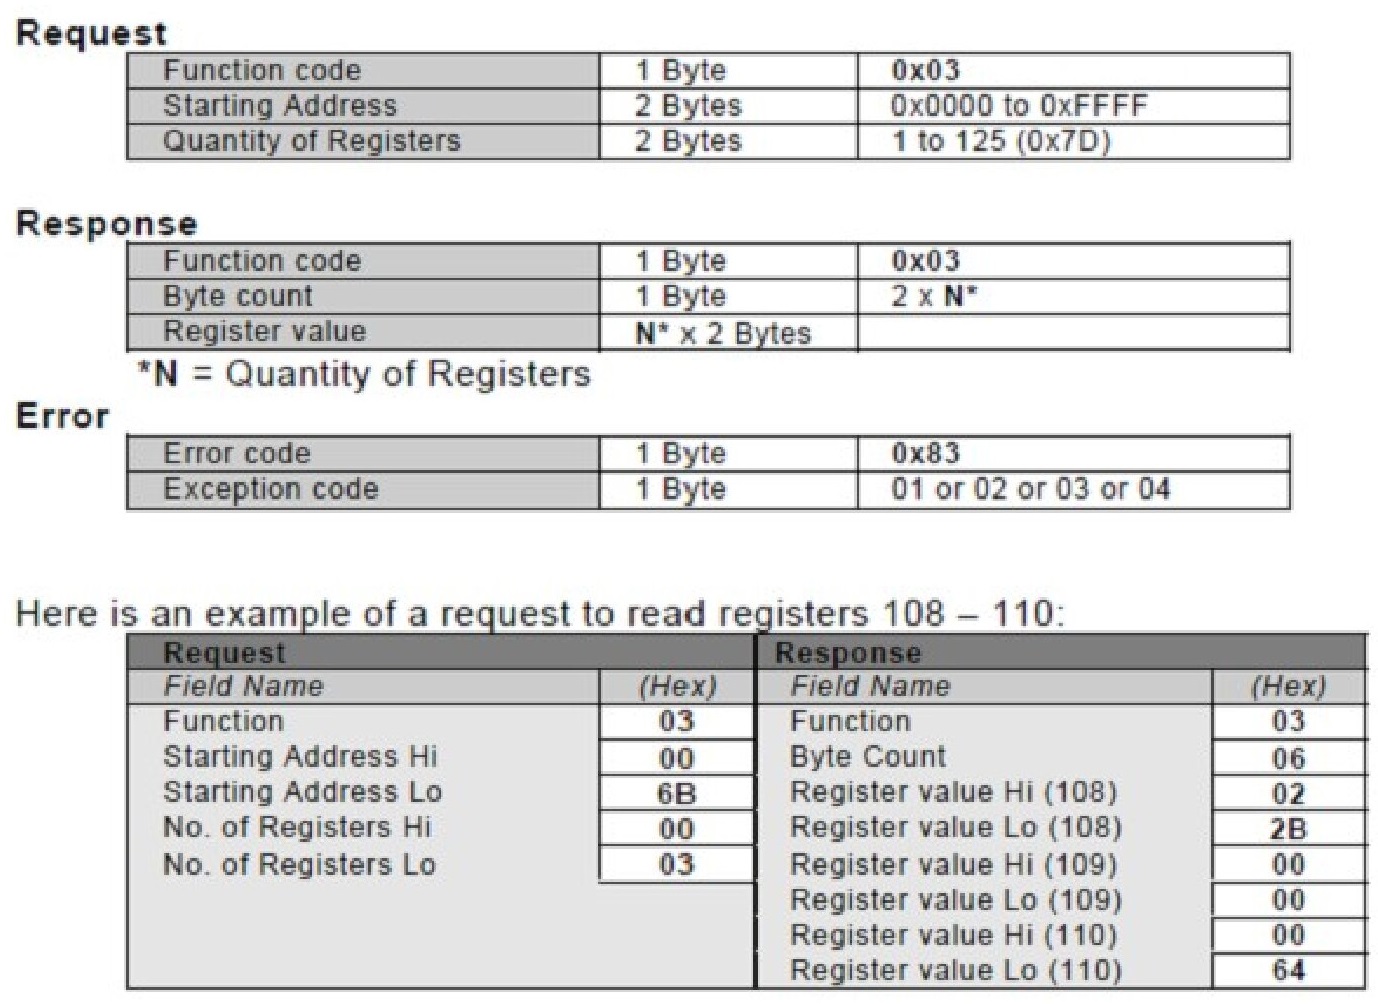 Request
Function code 1 Byte 0x03
Starting Address 2 Bytes 0x0000 to 0xFFFF
Quantity of Registers 2 Bytes 1 to 125 (0x7D)
Response
Function code 1 Byte 0x03
Byte count 1 Byte 2 x N*
Register value N* x 2 Bytes
*N = Quantity of Registers
Error
Error code 1 Byte 0x83
Exception code 1 Byte 01 or 02 or 03 or 04
Here is an example of a request to read registers 108 – 110:
Request Response
Field Name (Hex) Field Name (Hex)
Function 03 Function 03
Starting Address Hi 00 Byte Count 06
Starting Address Lo 6B Register value Hi (108) 02
No. of Registers Hi 00 Register value Lo (108) 2B
No. of Registers Lo 03 Register value Hi (109) 00
Register value Lo (109) 00
Register value Hi (110) 00
Register value Lo (110) 64